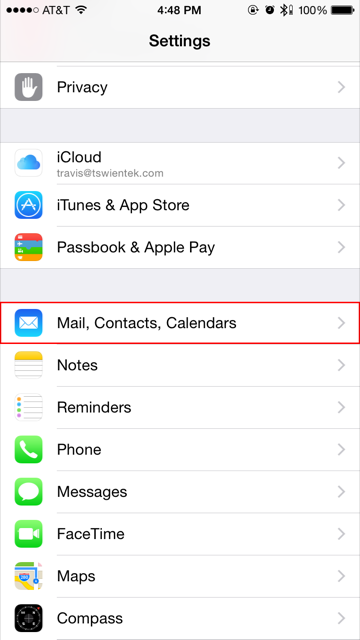 AT&T 4:48 PM 100%
Settings
Privacy
iCloud
travis@tswientek.com
iTunes & App Store
Passbook & Apple Pay
Mail, Contacts, Calendars
Notes
Reminders
Phone
Messages
FaceTime
Maps
Compass